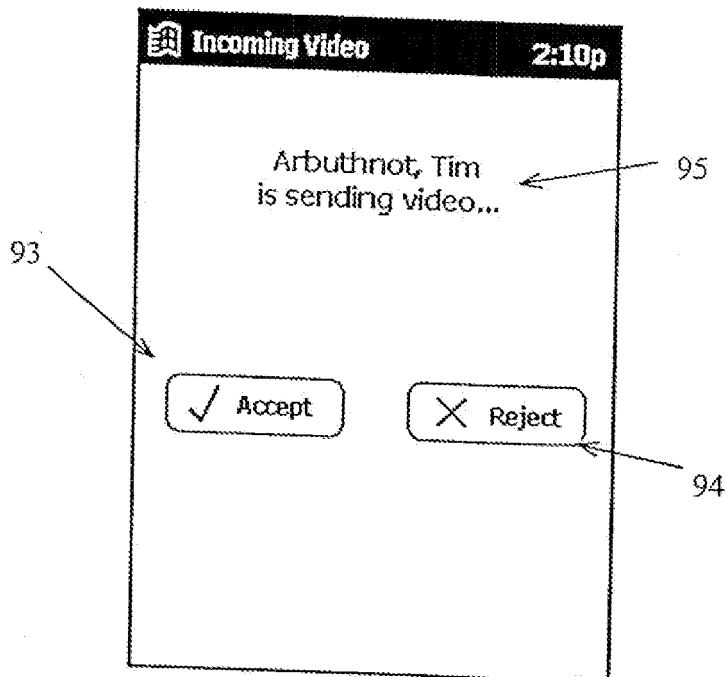 Incoming Video 2:10p
Arbuthnot, Tim
is sending video...
95
93
Accept
Reject
94